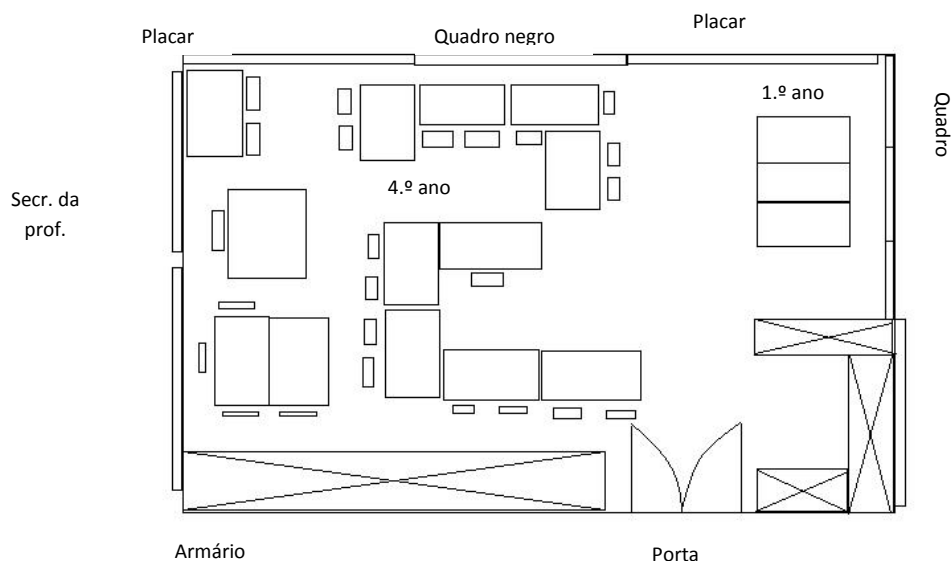 Placar
Quadro negro
Placar
1.º ano
Quadro
4.º ano
Secr. da
prof.
Armário
Porta